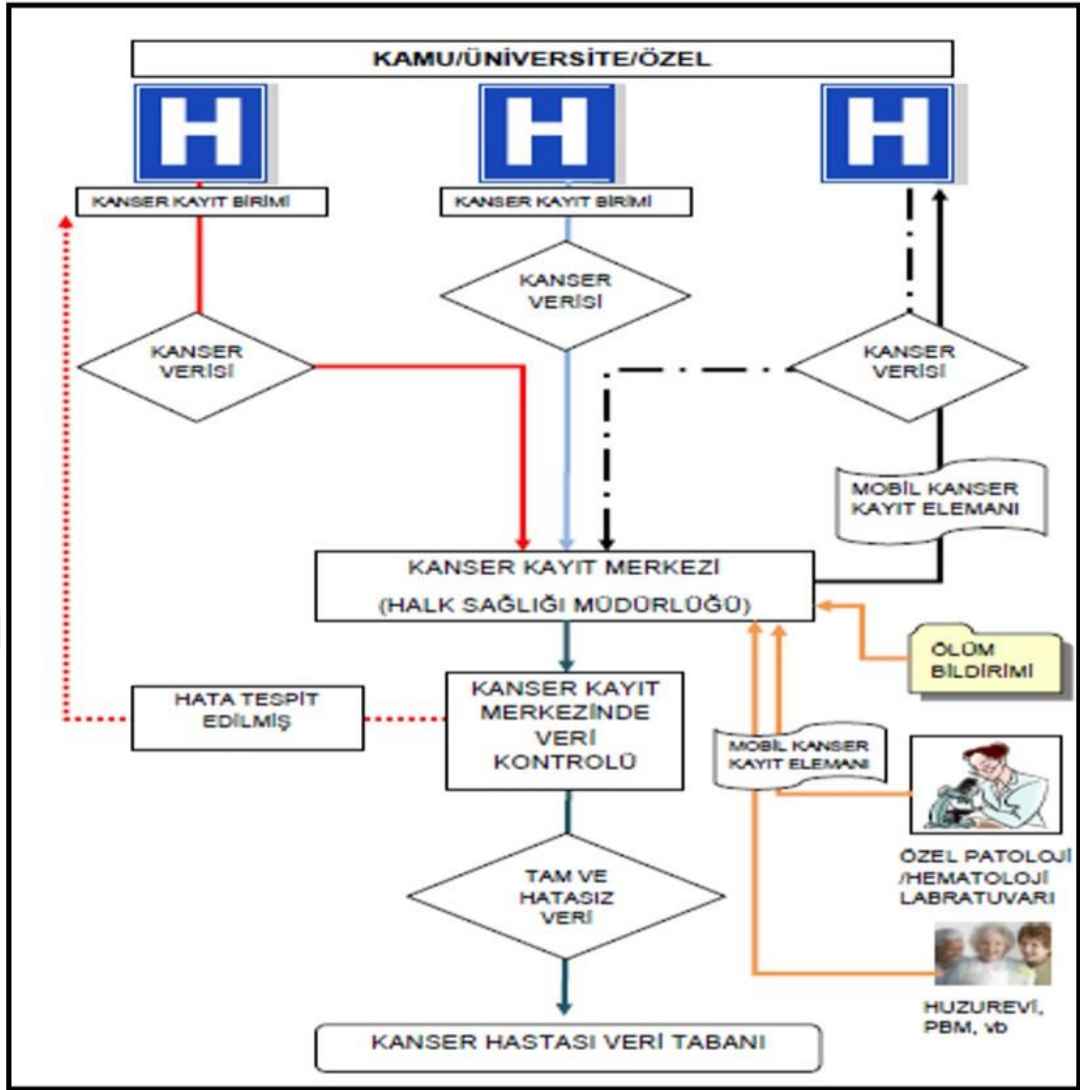 KAMU/ÜNİVERSİTE/ÖZEL
H
H
H
KANSER KAYIT BİRİMİ
KANSER KAYIT BİRİMİ
KANSER
VERİSİ
KANSER
VERİSİ
KANSER
VERİSİ
MOBİL KANSER
KAYIT ELEMANI
KANSER KAYIT MERKEZİ
(HALK SAĞLIĞI MÜDÜRLÜĞÜ)
ÖLÜM
BİLDİRİMİ
HATA TESPİT
EDİLMİŞ
KANSER KAYIT
MERKEZİNDE
VERİ
KONTROLÜ
MOBİL KANSER
KAYIT ELEMANI
ÖZEL PATOLOJİ
/HEMATOLOJİ
LABRATUVARI
TAM VE
HATASIZ
VERİ
HUZUREVİ,
PBM, vb
KANSER HASTASI VERİ TABANI